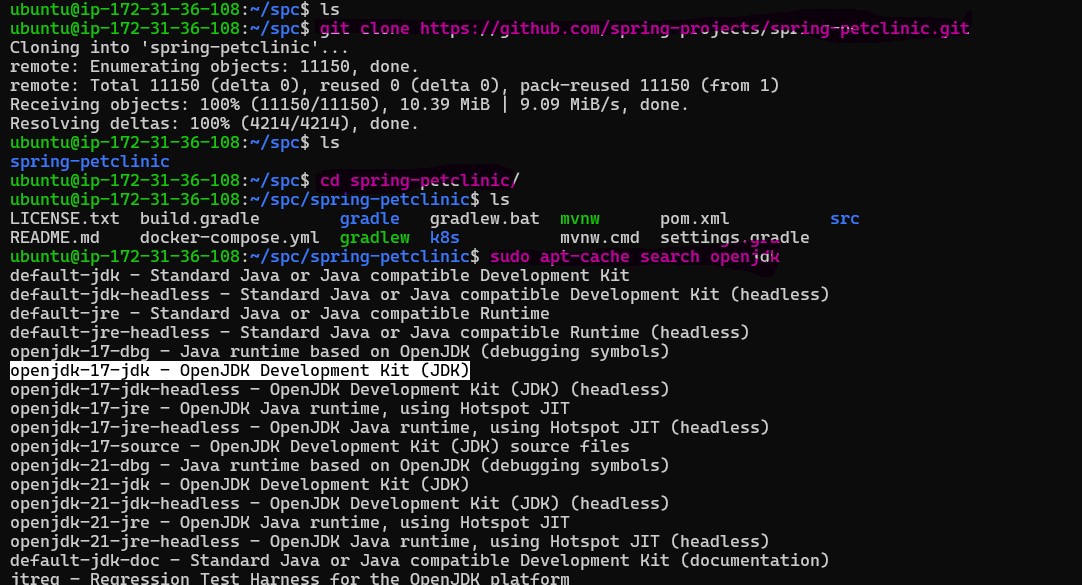 ubuntu@ip-172-31-36-108:~/spc$ ls
ubuntu@ip-172-31-36-108:~/spc$ git clone https://github.com/spring-projects/spring-petclinic.git
Cloning into 'spring-petclinic'...
remote: Enumerating objects: 11150, done.
remote: Total 11150 (delta 0), reused 0 (delta 0), pack-reused 11150 (from 1)
Receiving objects: 100% (11150/11150), 10.39 MiB | 9.09 MiB/s, done.
Resolving deltas: 100% (4214/4214), done.
ubuntu@ip-172-31-36-108:~/spc$ ls
spring-petclinic
ubuntu@ip-172-31-36-108:~/spc$ cd spring-petclinic/
ubuntu@ip-172-31-36-108:~/spc/spring-petclinic$ ls
LICENSE.txt  build.gradle        gradle   gradlew.bat  mvnw      pom.xml          src
README.md    docker-compose.yml  gradlew  k8s          mvnw.cmd  settings.gradle
ubuntu@ip-172-31-36-108:~/spc/spring-petclinic$ sudo apt-cache search openjdk
default-jdk - Standard Java or Java compatible Development Kit
default-jdk-headless - Standard Java or Java compatible Development Kit (headless)
default-jre - Standard Java or Java compatible Runtime
default-jre-headless - Standard Java or Java compatible Runtime (headless)
openjdk-17-dbg - Java runtime based on OpenJDK (debugging symbols)
openjdk-17-jdk - OpenJDK Development Kit (JDK)
openjdk-17-jdk-headless - OpenJDK Development Kit (JDK) (headless)
openjdk-17-jre - OpenJDK Java runtime, using Hotspot JIT
openjdk-17-jre-headless - OpenJDK Java runtime, using Hotspot JIT (headless)
openjdk-17-source - OpenJDK Development Kit (JDK) source files
openjdk-21-dbg - Java runtime based on OpenJDK (debugging symbols)
openjdk-21-jdk - OpenJDK Development Kit (JDK)
openjdk-21-jdk-headless - OpenJDK Development Kit (JDK) (headless)
openjdk-21-jre - OpenJDK Java runtime, using Hotspot JIT
openjdk-21-jre-headless - OpenJDK Java runtime, using Hotspot JIT (headless)
default-jdk-doc - Standard Java or Java compatible Development Kit (documentation)
jtreg - Regression Test Harness for the OpenJDK platform